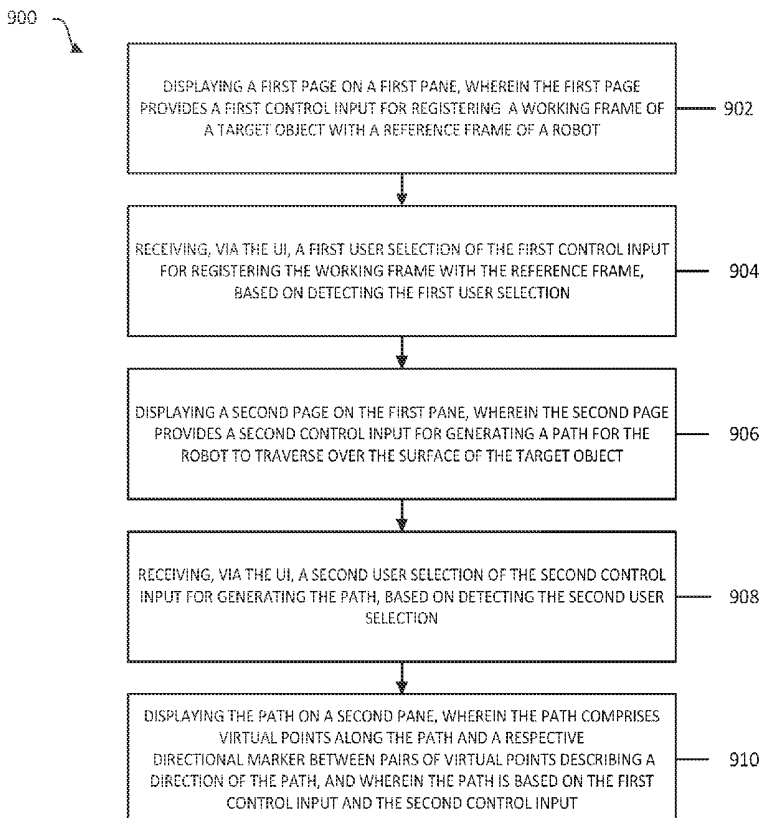 900
DISPLAYING A FIRST PAGE ON A FIRST PANE, WHEREIN THE FIRST PAGE
PROVIDES A FIRST CONTROL INPUT FOR REGISTERING A WORKING FRAME OF
A TARGET OBJECT WITH A REFERENCE FRAME OF A ROBOT
902
RECEIVING, VIA THE UI, A FIRST USER SELECTION OF THE FIRST CONTROL INPUT
FOR REGISTERING THE WORKING FRAME WITH THE REFERENCE FRAME,
BASED ON DETECTING THE FIRST USER SELECTION
904
DISPLAYING A SECOND PAGE ON THE FIRST PANE, WHEREIN THE SECOND PAGE
PROVIDES A SECOND CONTROL INPUT FOR GENERATING A PATH FOR THE
ROBOT TO TRAVERSE OVER THE SURFACE OF THE TARGET OBJECT
906
RECEIVING, VIA THE UI, A SECOND USER SELECTION OF THE SECOND CONTROL
INPUT FOR GENERATING THE PATH, BASED ON DETECTING THE SECOND USER
SELECTION
908
DISPLAYING THE PATH ON A SECOND PANE, WHEREIN THE PATH COMPRISES
VIRTUAL POINTS ALONG THE PATH AND A RESPECTIVE
DIRECTIONAL MARKER BETWEEN PAIRS OF VIRTUAL POINTS DESCRIBING A
DIRECTION OF THE PATH, AND WHEREIN THE PATH IS BASED ON THE FIRST
CONTROL INPUT AND THE SECOND CONTROL INPUT
910